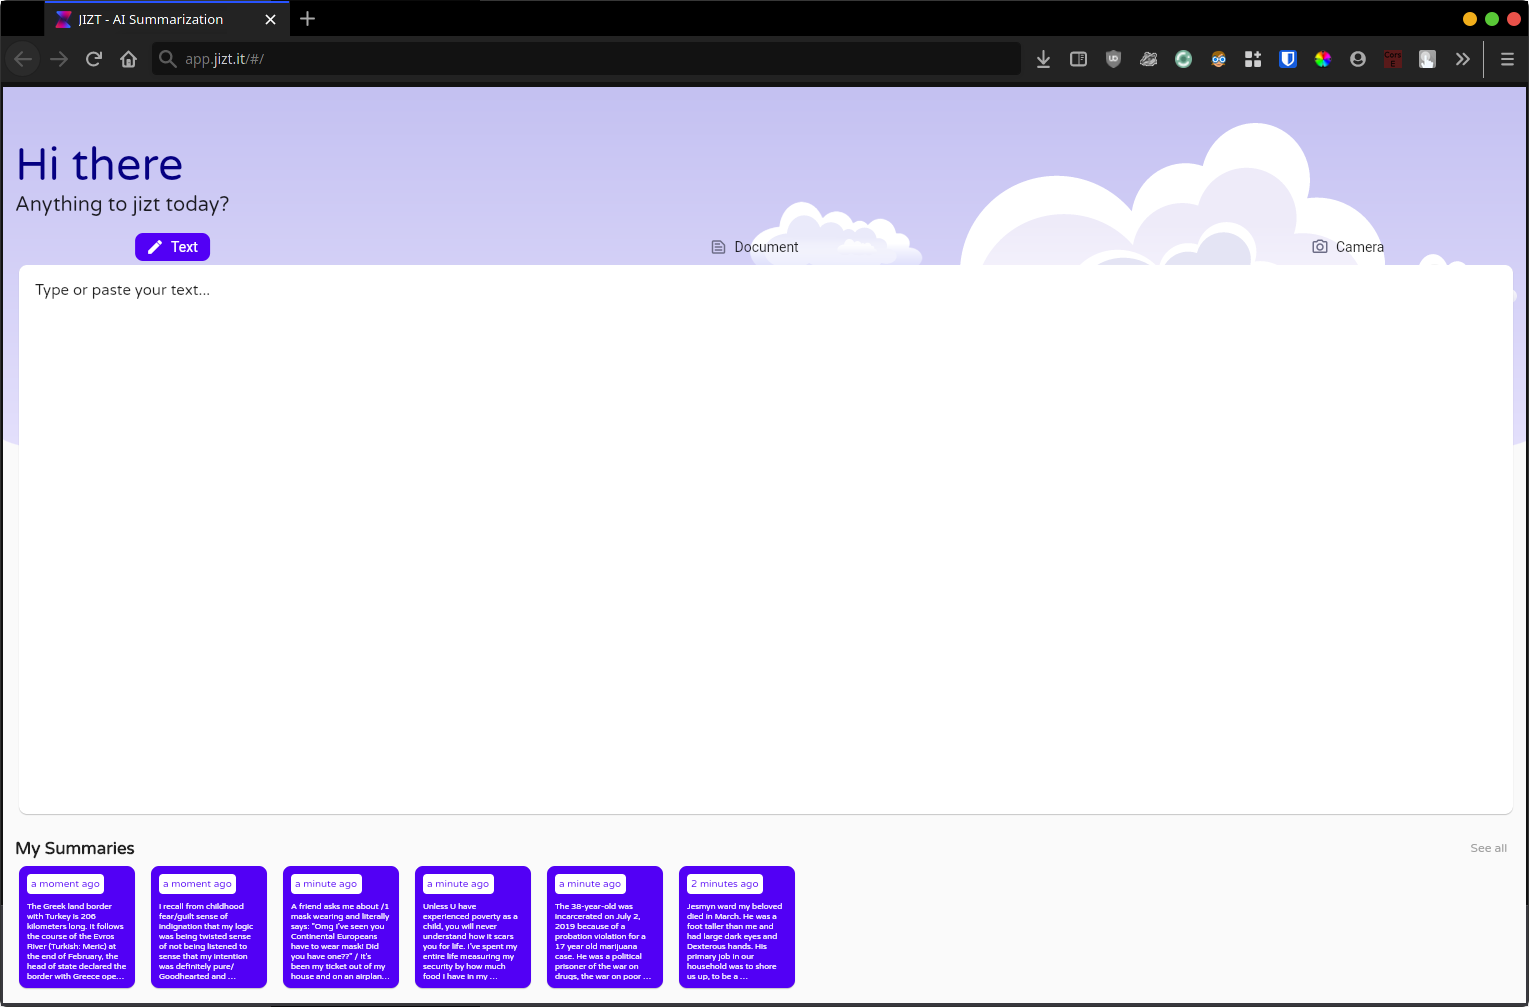 JIZT - AI Summarization
app.jizt.it/#/
Hi there
Anything to jizt today?
Text
Document
Camera
Type or paste your text...
My Summaries
See all
a moment ago
The Greek land border
with Turkey is 206
kilometers long. It follows
the course of the Evros
River (Turkish: Meric) at
the end of February, the
head of state declared the
border with Greece ope...
a moment ago
I recall from childhood
fear/guilt sense of
indignation that my logic
was being twisted sense
of not being listened to
sense that my intention
was definitely pure/
Goodhearted and ...
a minute ago
A friend asks me about /1
mask wearing and literally
says: "Omg I've seen you
Continental Europeans
have to wear mask! Did
you have one??" / It's
been my ticket out of my
house and on an airplan...
a minute ago
Unless U have
experienced poverty as a
child, you will never
understand how it scars
you for life. I've spent my
entire life measuring my
security by how much
food I have in my ...
a minute ago
The 38-year-old was
incarcerated on July 2,
2019 because of a
probation violation for a
17 year old marijuana
case. He was a political
prisoner of the war on
drugs, the war on poor ...
2 minutes ago
Jesmyn ward my beloved
died in March. He was a
foot taller than me and
had large dark eyes and
Dexterous hands. His
primary job in our
household was to shore
us up, to be a ...